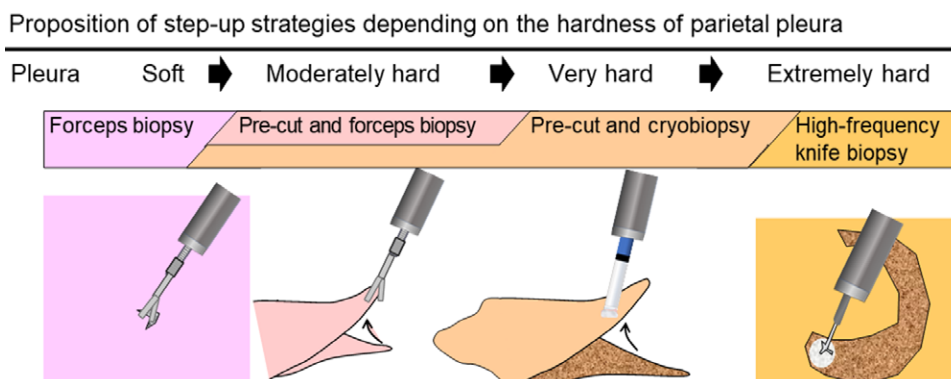 Proposition of step-up strategies depending on the hardness of parietal pleura
Pleura Soft Moderately hard Very hard Extremely hard
Forceps biopsy Pre-cut and forceps biopsy Pre-cut and cryobiopsy High-frequency
knife biopsy